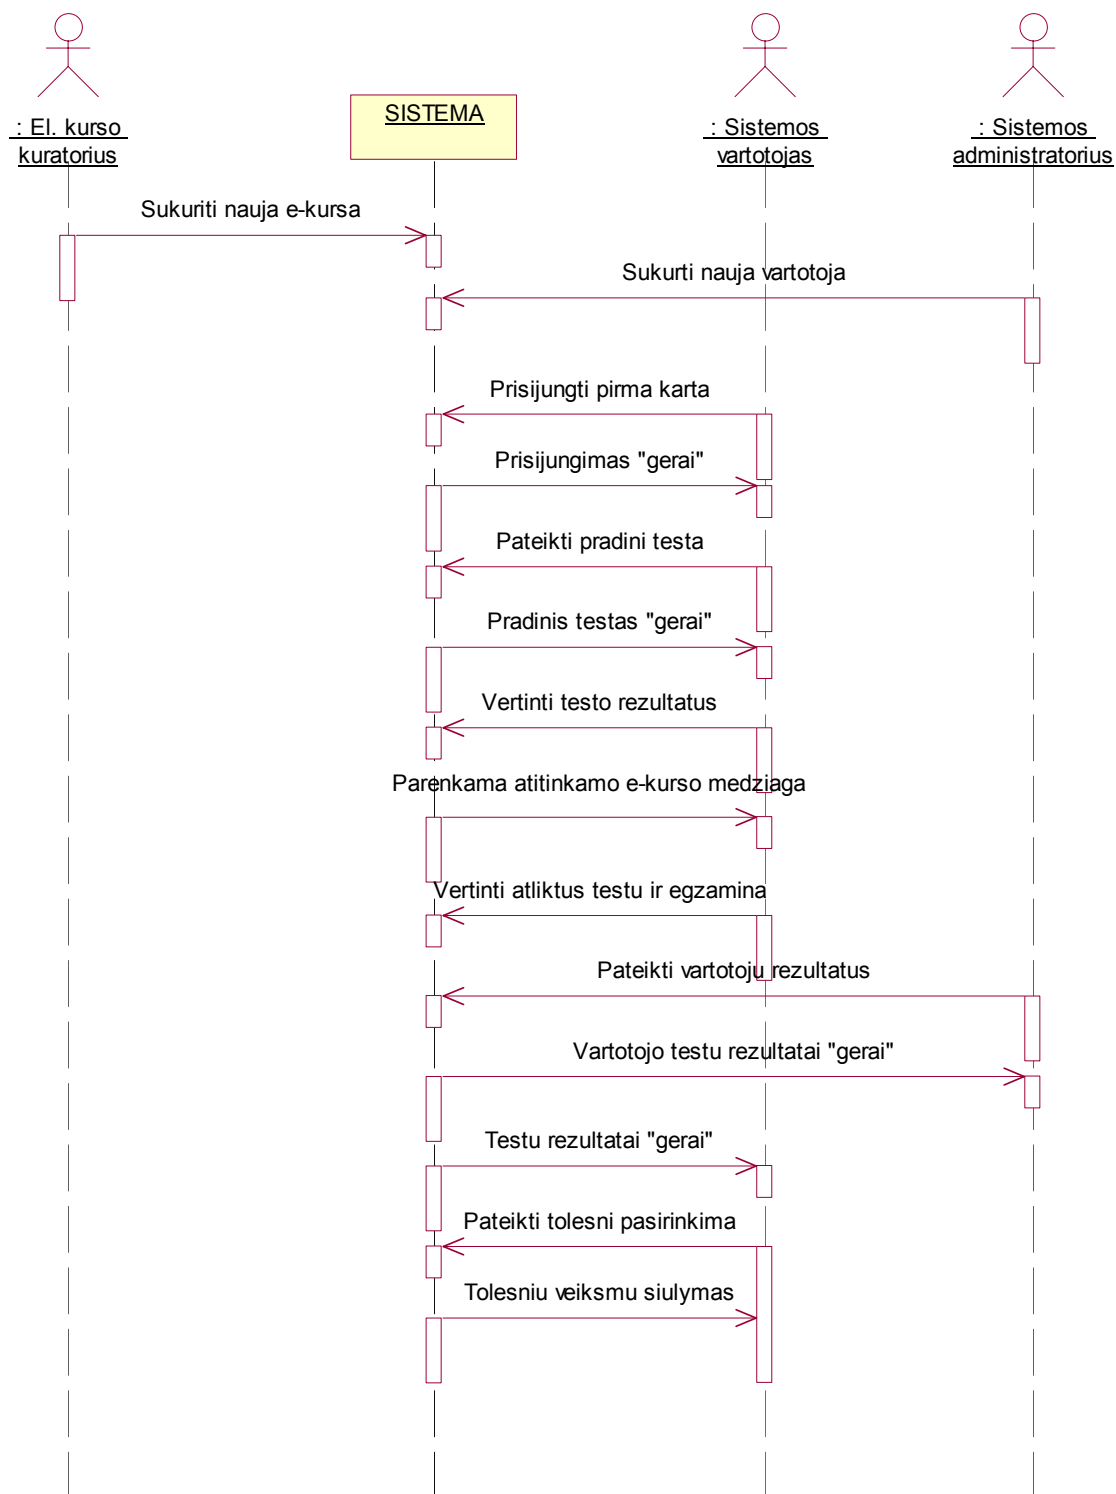 : El. kurso
kuratorius
SISTEMA
: Sistemos
vartotojas
: Sistemos
administratorius
Sukuriti nauja e-kursa
Sukurti nauja vartotoja
Prisijungti pirma karta
Prisijungimas "gerai"
Pateikti pradini testa
Pradinis testas "gerai"
Vertinti testo rezultatus
Parenkama atitinkamo e-kurso medziaga
Vertinti atliktus testu ir egzamina
Pateikti vartotoju rezultatus
Vartotojo testu rezultatai "gerai"
Testu rezultatai "gerai"
Pateikti tolesni pasirinkima
Tolesniu veiksmu siulymas